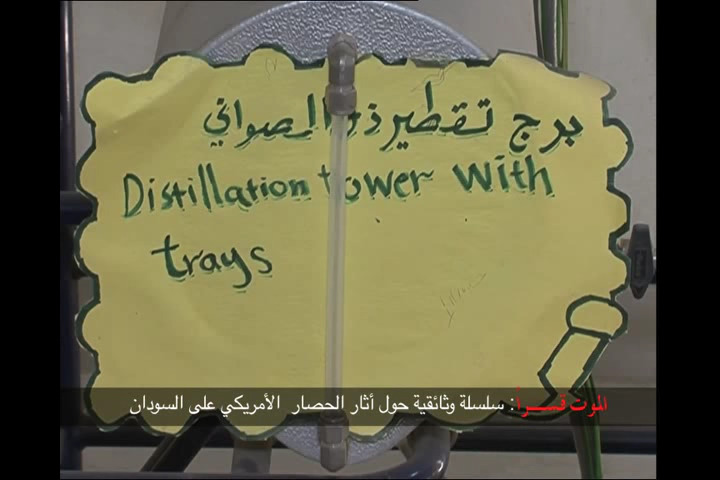 برج تقطير ذو الصواني
Distillation tower with
trays
الموت قسراً: سلسلة وثائقية حول أثار الحصار الأمريكي على السودان